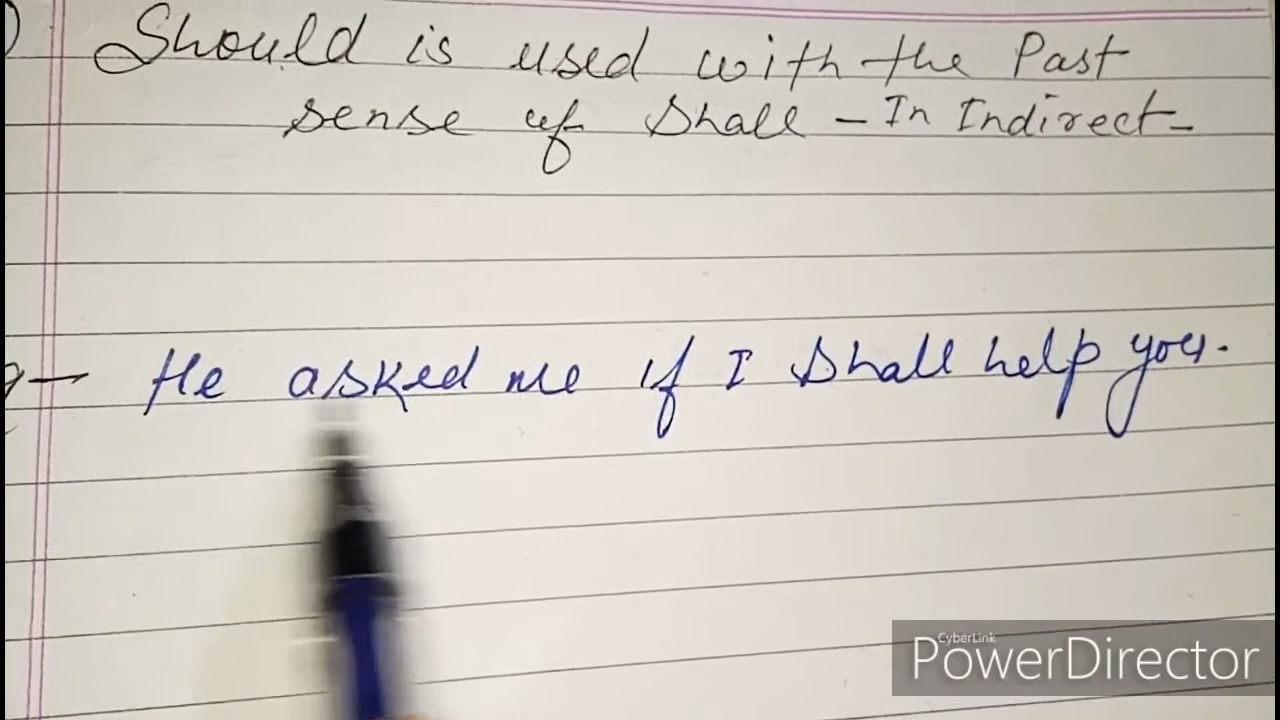 ) Should is used with the Past
sense of Shall - In Indirect -
g - He asked me if I Shall help you.
CyberLink
PowerDirector